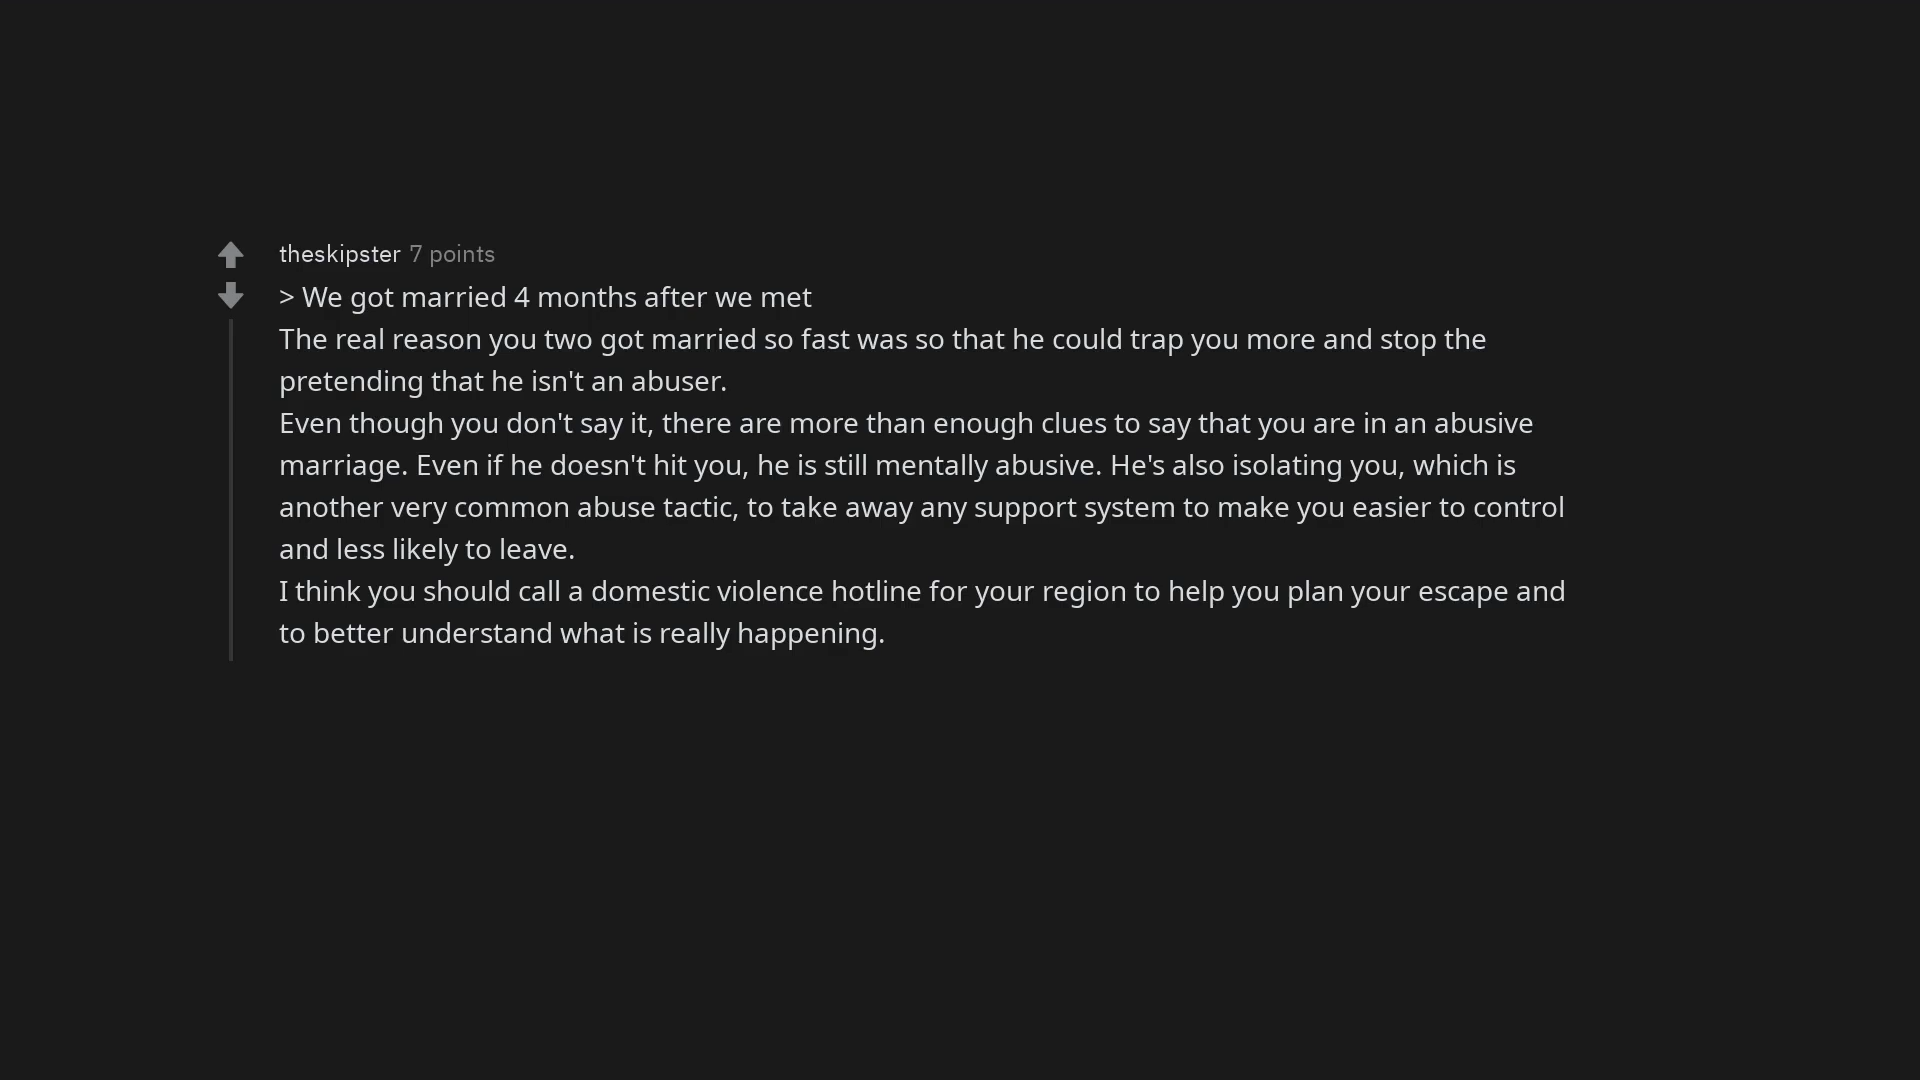 theskipster 7 points
> We got married 4 months after we met
The real reason you two got married so fast was so that he could trap you more and stop the
pretending that he isn't an abuser.
Even though you don't say it, there are more than enough clues to say that you are in an abusive
marriage. Even if he doesn't hit you, he is still mentally abusive. He's also isolating you, which is
another very common abuse tactic, to take away any support system to make you easier to control
and less likely to leave.
I think you should call a domestic violence hotline for your region to help you plan your escape and
to better understand what is really happening.